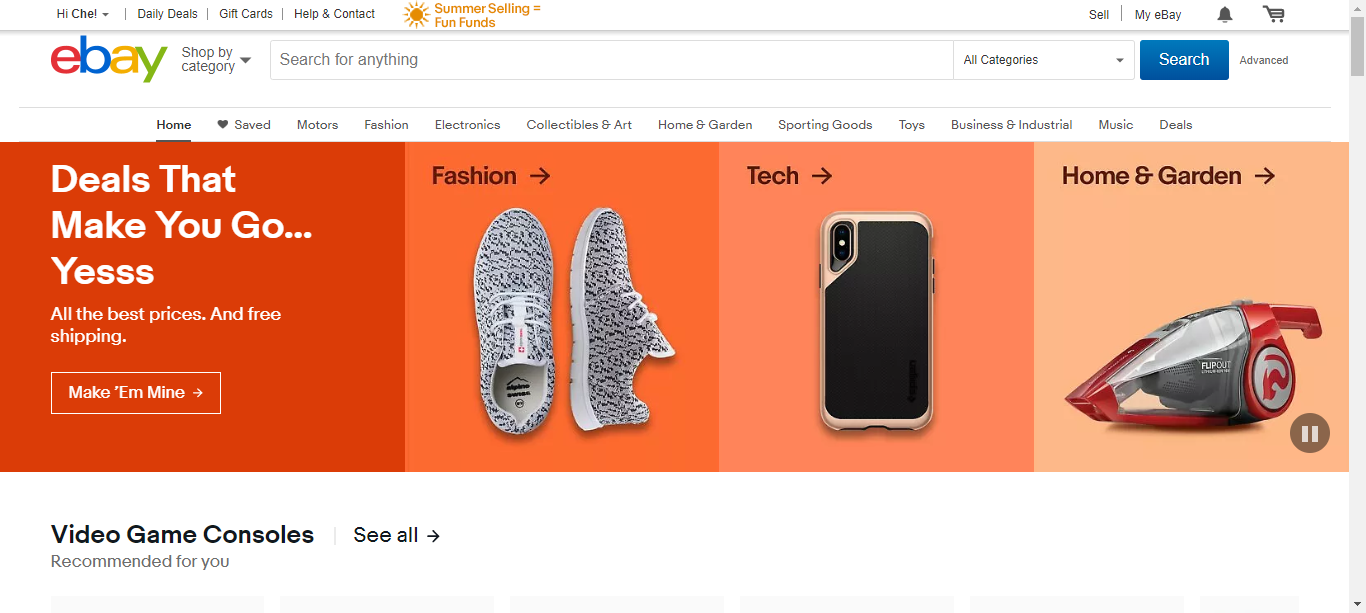 Hi Che!
Daily Deals
Gift Cards
Help & Contact
Summer Selling =
Fun Funds
Sell
My eBay
ebay
Shop by
category
Search for anything
All Categories
Search
Advanced
Home
Saved
Motors
Fashion
Electronics
Collectibles & Art
Home & Garden
Sporting Goods
Toys
Business & Industrial
Music
Deals
Deals That
Make You Go...
Yesss
All the best prices. And free
shipping.
Make 'Em Mine →
Fashion →
Tech →
Home & Garden →
FLIPOUT
Video Game Consoles
See all →
Recommended for you